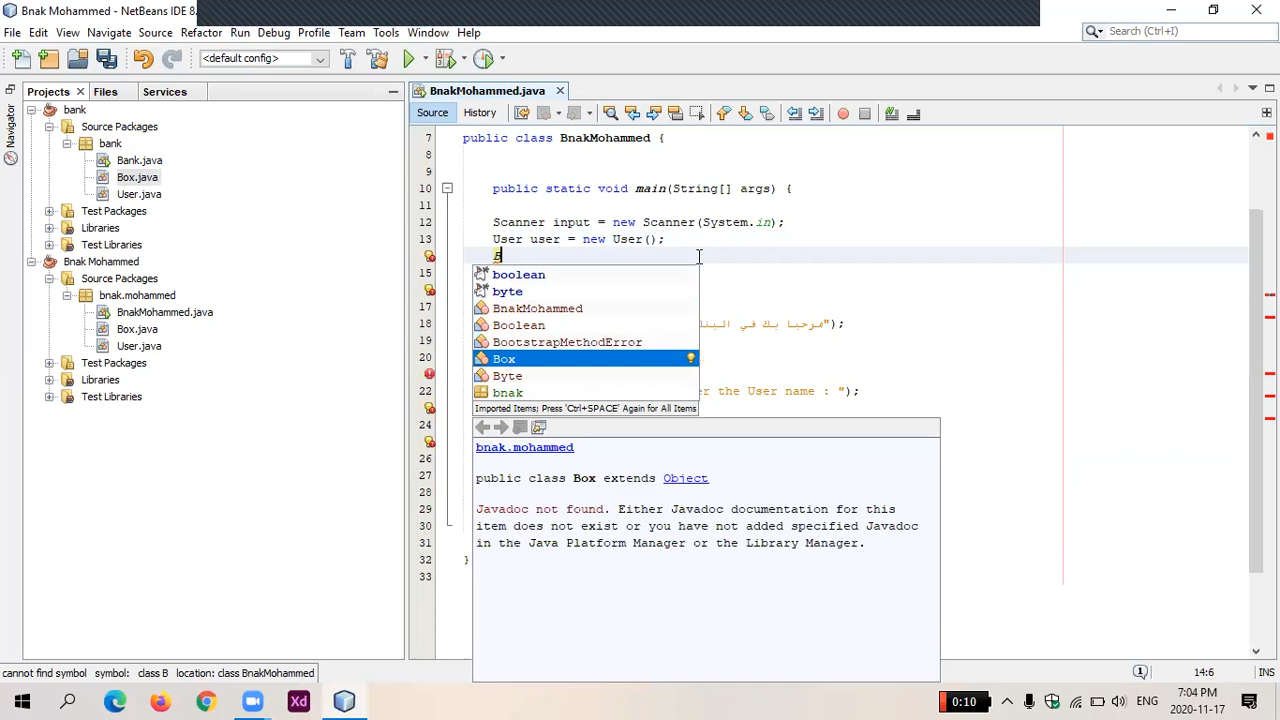 Bnak Mohammed - NetBeans IDE 8.
File Edit View Navigate Source Refactor Run Debug Profile Team Tools Window Help
Search (Ctrl+I)
<default config>
Projects Files Services
BnakMohammed.java
Source History
Navigator
bank
Source Packages
bank
Bank.java
Box.java
User.java
Test Packages
Libraries
Test Libraries
Bnak Mohammed
Source Packages
bnak.mohammed
BnakMohammed.java
Box.java
User.java
Test Packages
Libraries
Test Libraries
7 public class BnakMohammed {
8
9
10 public static void main(String[] args) {
11
12 Scanner input = new Scanner(System.in);
13 User user = new User();
B
15
17
18 مرحبا بك في البنا");
19
20
22 r the User name : ");
24
26
27
28
29
30
31
32 }
33
boolean
byte
BnakMohammed
Boolean
BootstrapMethodError
Box
Byte
bnak
Imported Items; Press 'Ctrl+SPACE' Again for All Items
bnak.mohammed
public class Box extends Object
Javadoc not found. Either Javadoc documentation for this
item does not exist or you have not added specified Javadoc
in the Java Platform Manager or the Library Manager.
cannot find symbol symbol: class B location: class BnakMohammed
1 14:6 INS
Xd
0:10
ENG
7:04 PM
2020-11-17